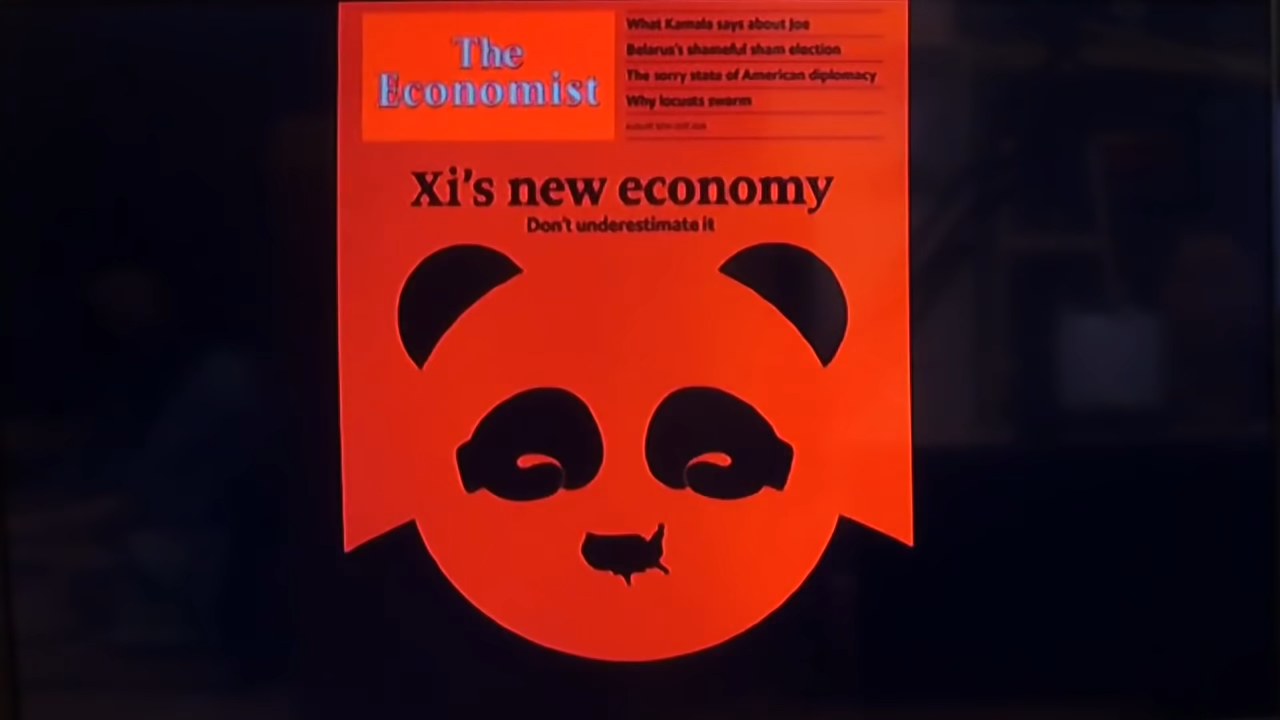 The
Economist
What Kamala says about Joe
Belarus's shameful sham election
The sorry state of American diplomacy
Why locusts swarm
Xi's new economy
Don't underestimate it